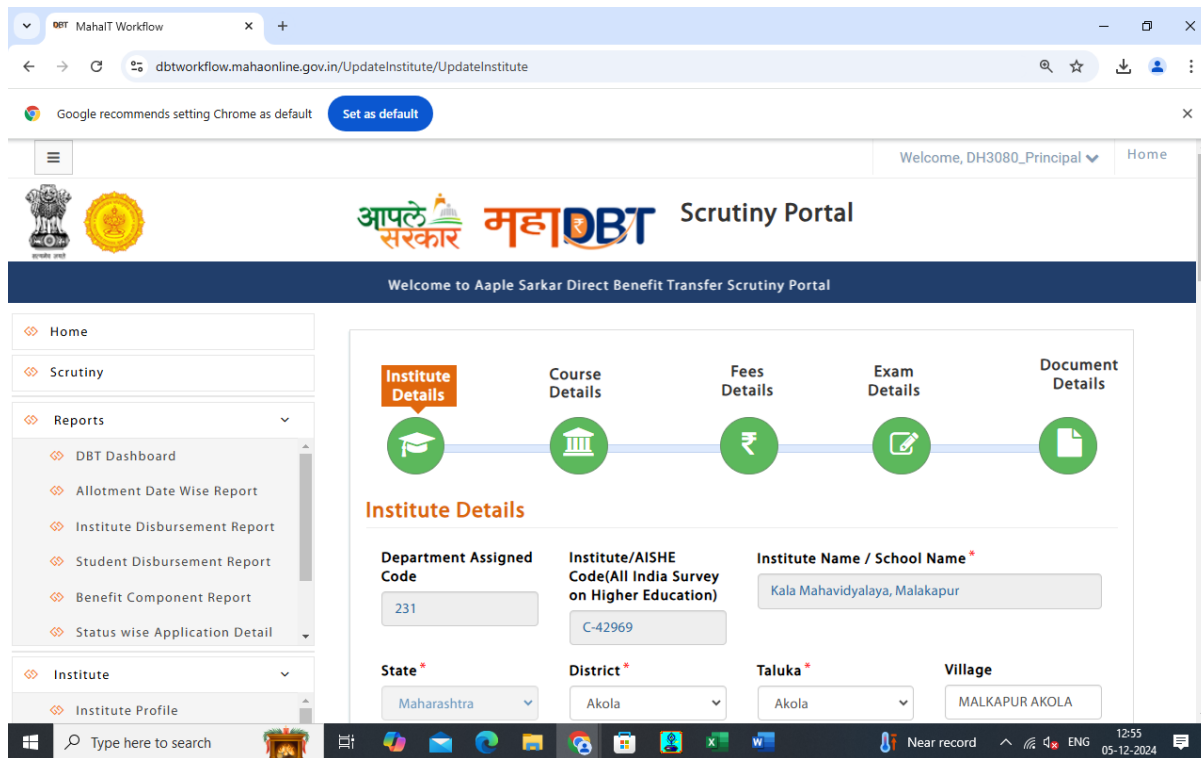 DBT MahaIT Workflow
dbtworkflow.mahaonline.gov.in/UpdateInstitute/UpdateInstitute
Google recommends setting Chrome as default Set as default
Welcome, DH3080_Principal Home
आपले सरकार
महाDBT
Scrutiny Portal
Welcome to Aaple Sarkar Direct Benefit Transfer Scrutiny Portal
Home
Scrutiny
Reports
DBT Dashboard
Allotment Date Wise Report
Institute Disbursement Report
Student Disbursement Report
Benefit Component Report
Status wise Application Detail
Institute
Institute Profile
Institute
Details
Course
Details
Fees
Details
Exam
Details
Document
Details
Institute Details
Department Assigned
Code
231
Institute/AISHE
Code(All India Survey
on Higher Education)
C-42969
Institute Name / School Name*
Kala Mahavidyalaya, Malakapur
State*
Maharashtra
District*
Akola
Taluka*
Akola
Village
MALKAPUR AKOLA
Type here to search
Near record
ENG
12:55
05-12-2024